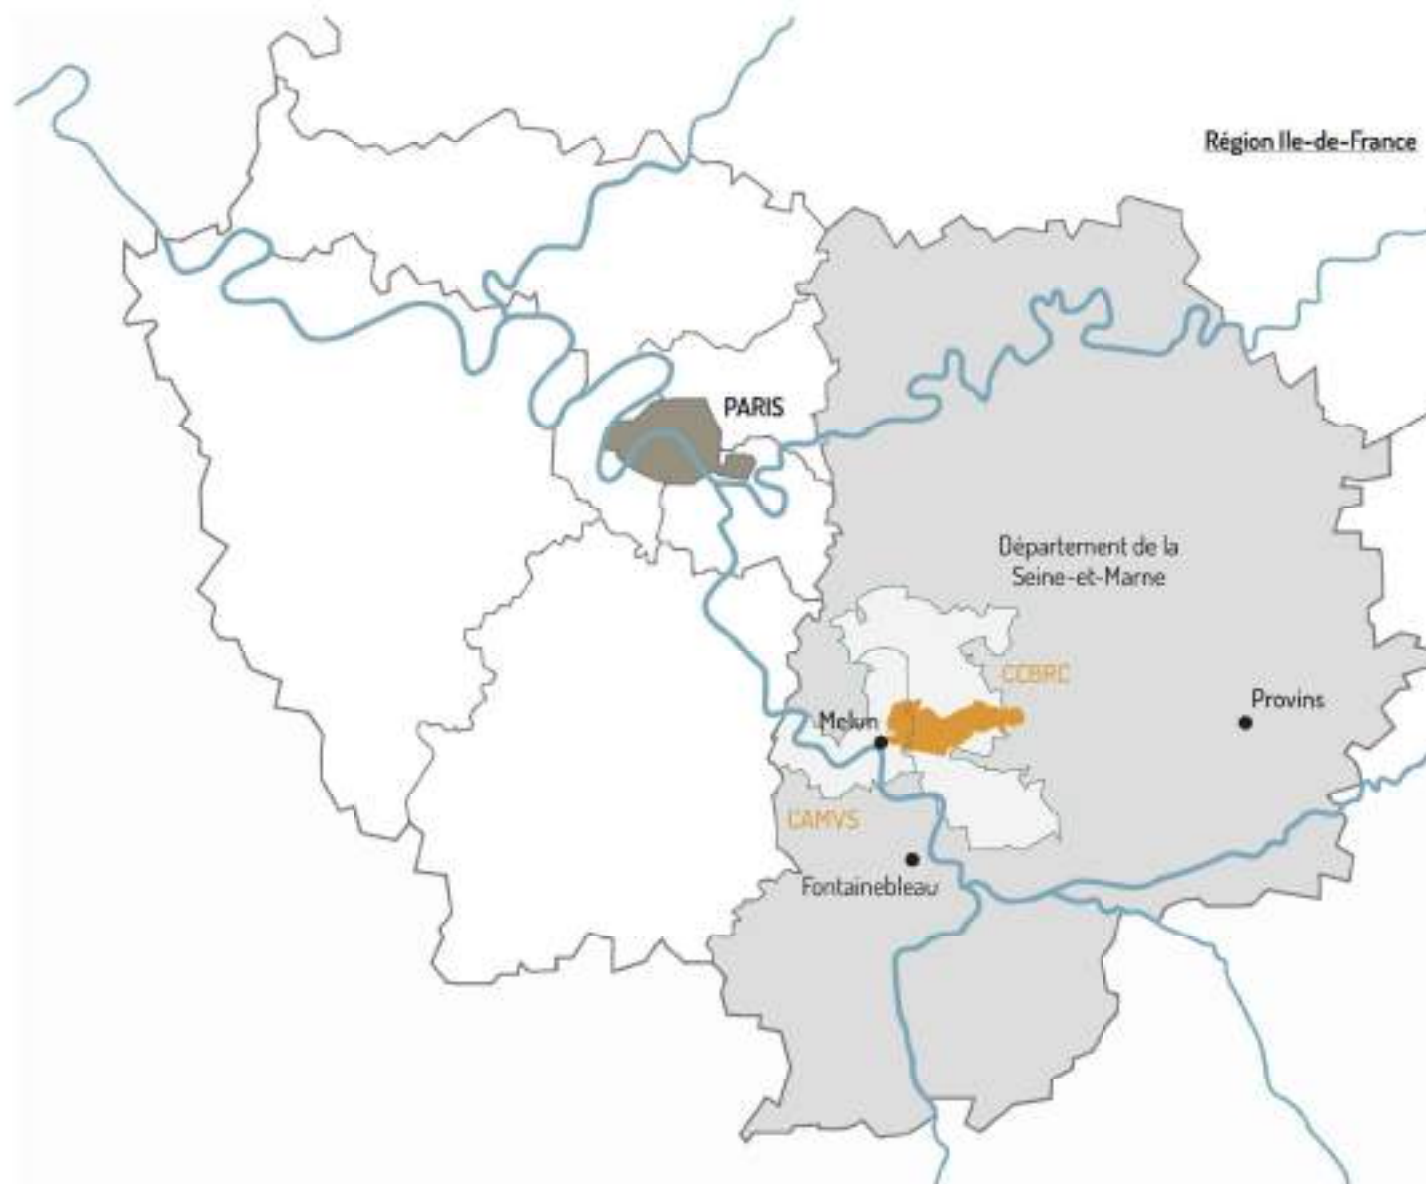 Région Ile-de-France
PARIS
Département de la
Seine-et-Marne
CCBRC
Provins
Melun
CAMVS
Fontainebleau